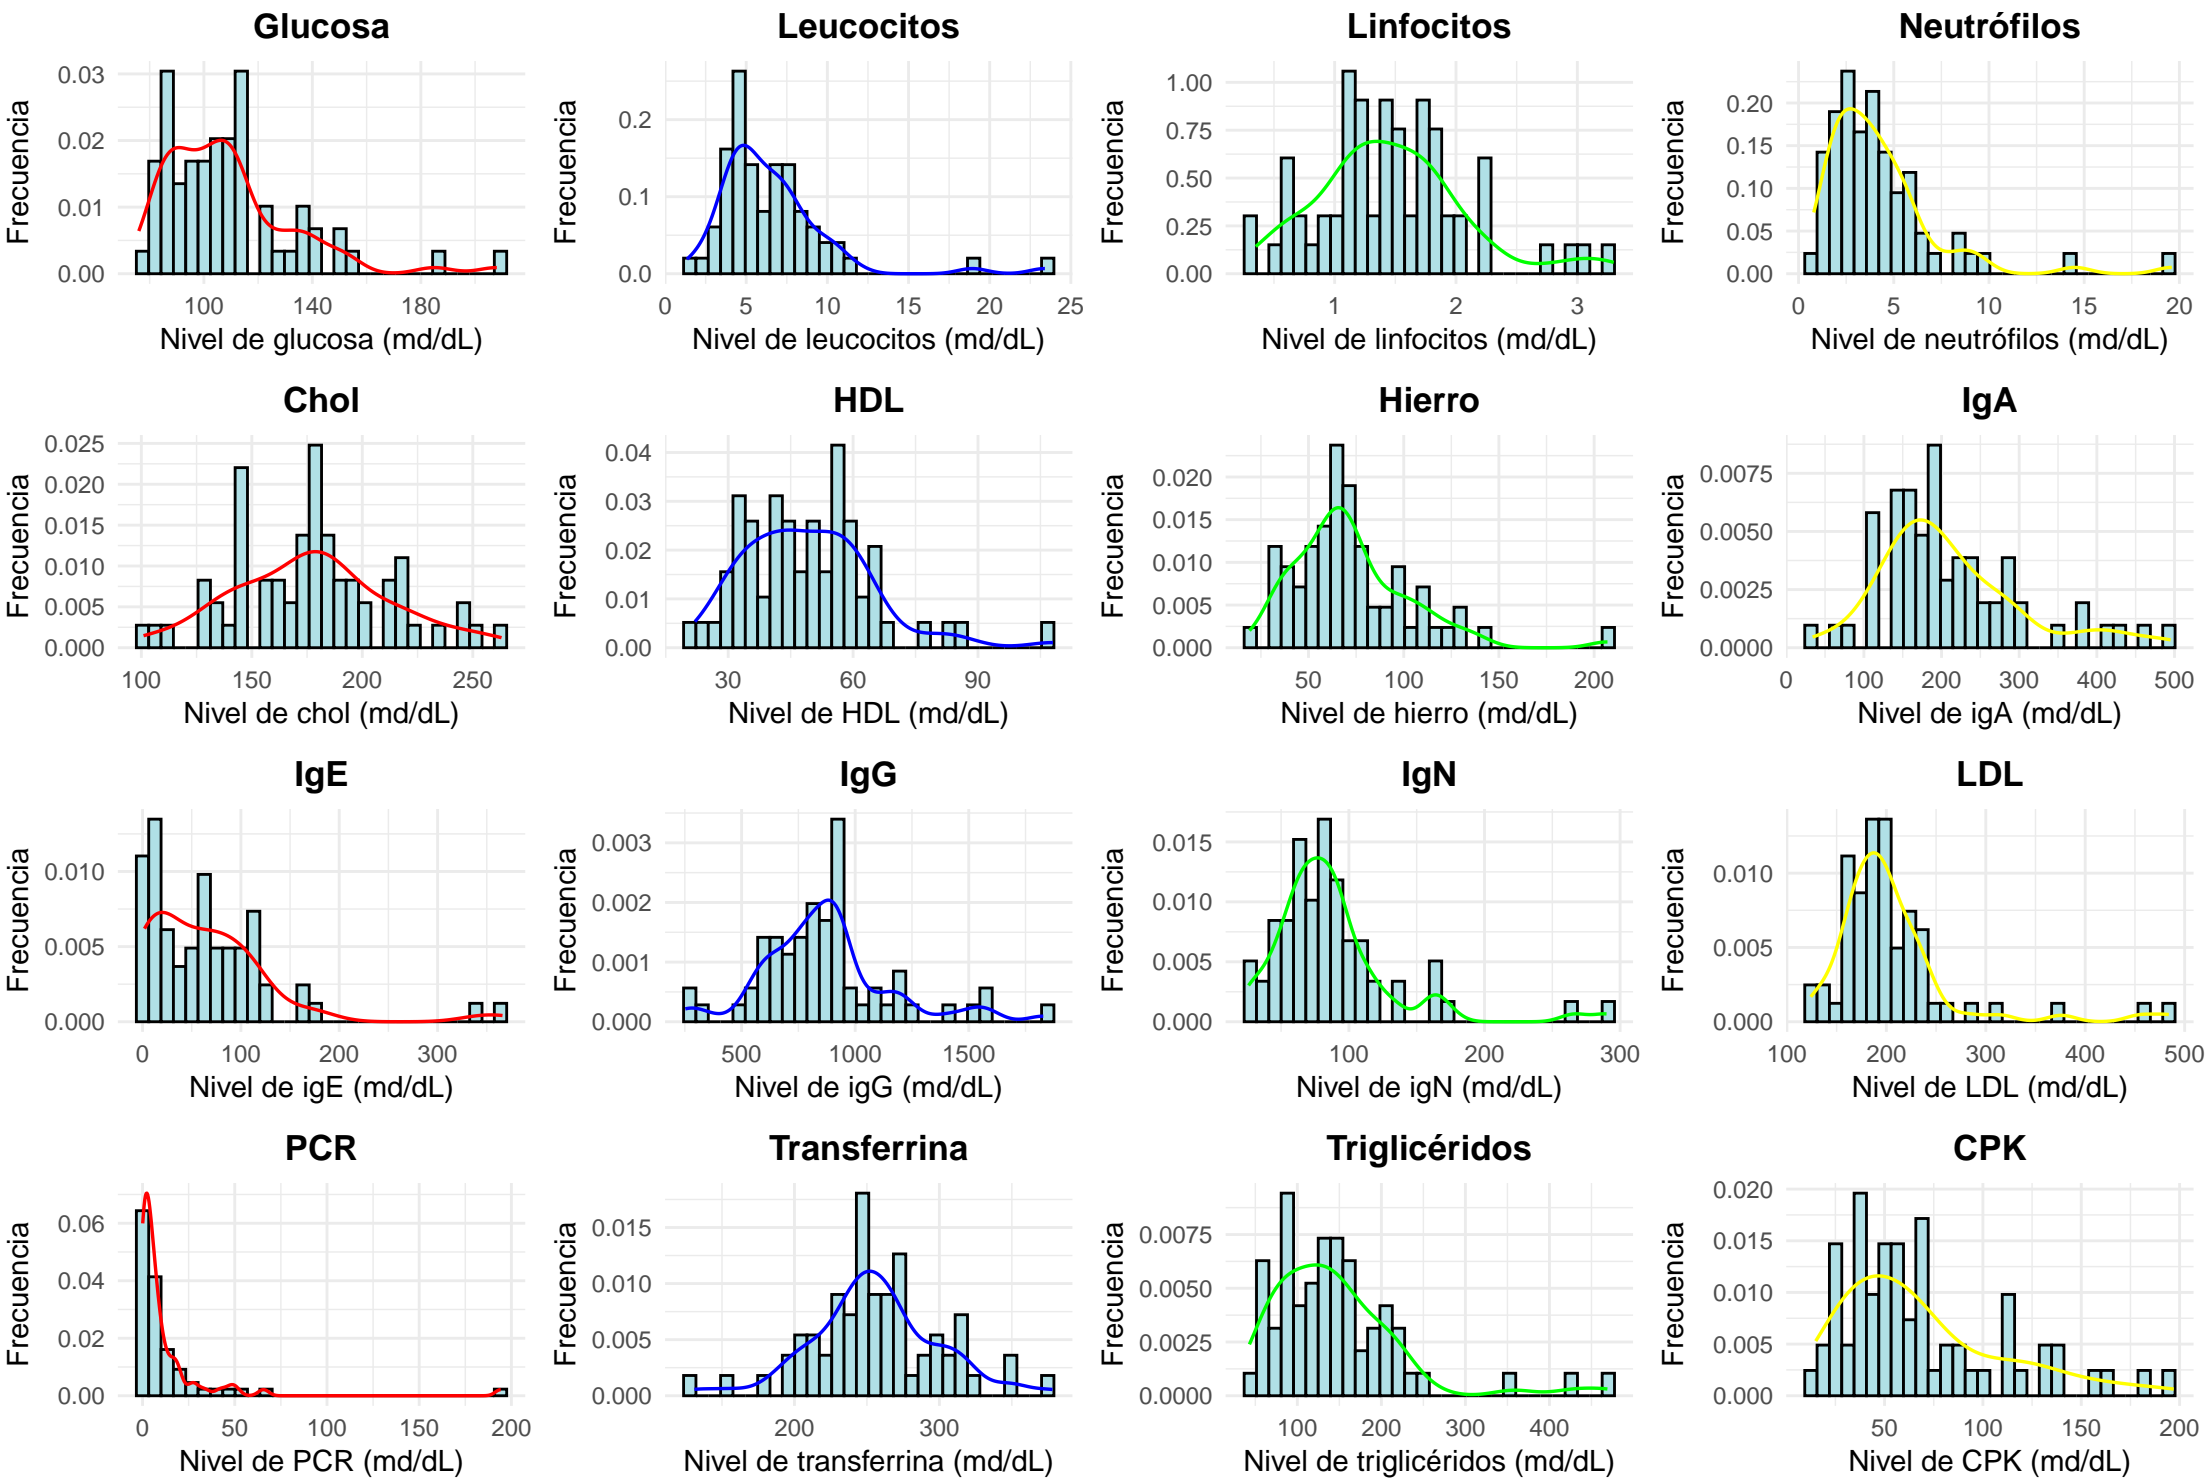 Glucosa
Leucocitos
Linfocitos
Neutrófilos
Frecuencia
0.03
0.02
0.01
0.00
100
140
180
Nivel de glucosa (md/dL)
Frecuencia
0.2
0.1
0.0
0
5
10
15
20
25
Nivel de leucocitos (md/dL)
Frecuencia
1.00
0.75
0.50
0.25
0.00
1
2
3
Nivel de linfocitos (md/dL)
Frecuencia
0.20
0.15
0.10
0.05
0.00
0
5
10
15
20
Nivel de neutrófilos (md/dL)
Chol
HDL
Hierro
IgA
Frecuencia
0.025
0.020
0.015
0.010
0.005
0.000
100
150
200
250
Nivel de chol (md/dL)
Frecuencia
0.04
0.03
0.02
0.01
0.00
30
60
90
Nivel de HDL (md/dL)
Frecuencia
0.020
0.015
0.010
0.005
0.000
50
100
150
200
Nivel de hierro (md/dL)
Frecuencia
0.0075
0.0050
0.0025
0.0000
0
100
200
300
400
500
Nivel de igA (md/dL)
IgE
IgG
IgN
LDL
Frecuencia
0.010
0.005
0.000
0
100
200
300
Nivel de igE (md/dL)
Frecuencia
0.003
0.002
0.001
0.000
500
1000
1500
Nivel de igG (md/dL)
Frecuencia
0.015
0.010
0.005
0.000
100
200
300
Nivel de igN (md/dL)
Frecuencia
0.010
0.005
0.000
100
200
300
400
500
Nivel de LDL (md/dL)
PCR
Transferrina
Triglicéridos
CPK
Frecuencia
0.06
0.04
0.02
0.00
0
50
100
150
200
Nivel de PCR (md/dL)
Frecuencia
0.015
0.010
0.005
0.000
200
300
Nivel de transferrina (md/dL)
Frecuencia
0.0075
0.0050
0.0025
0.0000
100
200
300
400
Nivel de triglicéridos (md/dL)
Frecuencia
0.020
0.015
0.010
0.005
0.000
50
100
150
200
Nivel de CPK (md/dL)